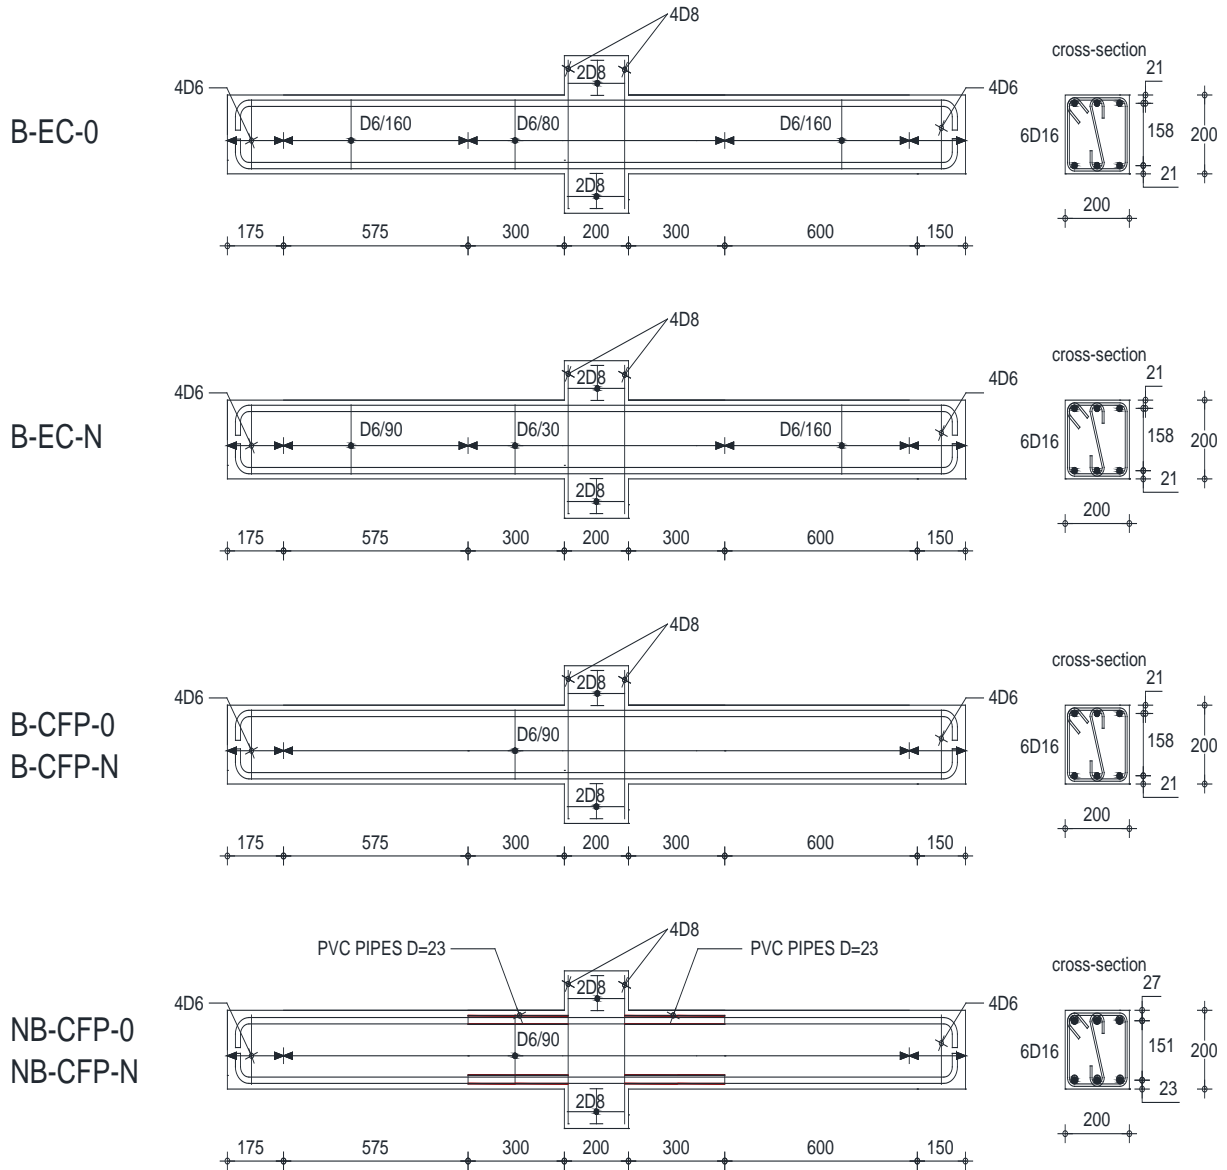 4D8
cross-section
2D8
21
4D6
4D6
B-EC-0
D6/160
D6/80
D6/160
6D16
158
200
2D8
21
200
175
575
300
200
300
600
150
4D8
cross-section
2D8
21
4D6
4D6
B-EC-N
D6/90
D6/30
D6/160
6D16
158
200
2D8
21
200
175
575
300
200
300
600
150
4D8
cross-section
2D8
21
4D6
4D6
B-CFP-0
B-CFP-N
D6/90
6D16
158
200
2D8
21
200
175
575
300
200
300
600
150
4D8
PVC PIPES D=23
PVC PIPES D=23
cross-section
2D8
27
4D6
4D6
NB-CFP-0
NB-CFP-N
D6/90
6D16
151
200
2D8
23
200
175
575
300
200
300
600
150